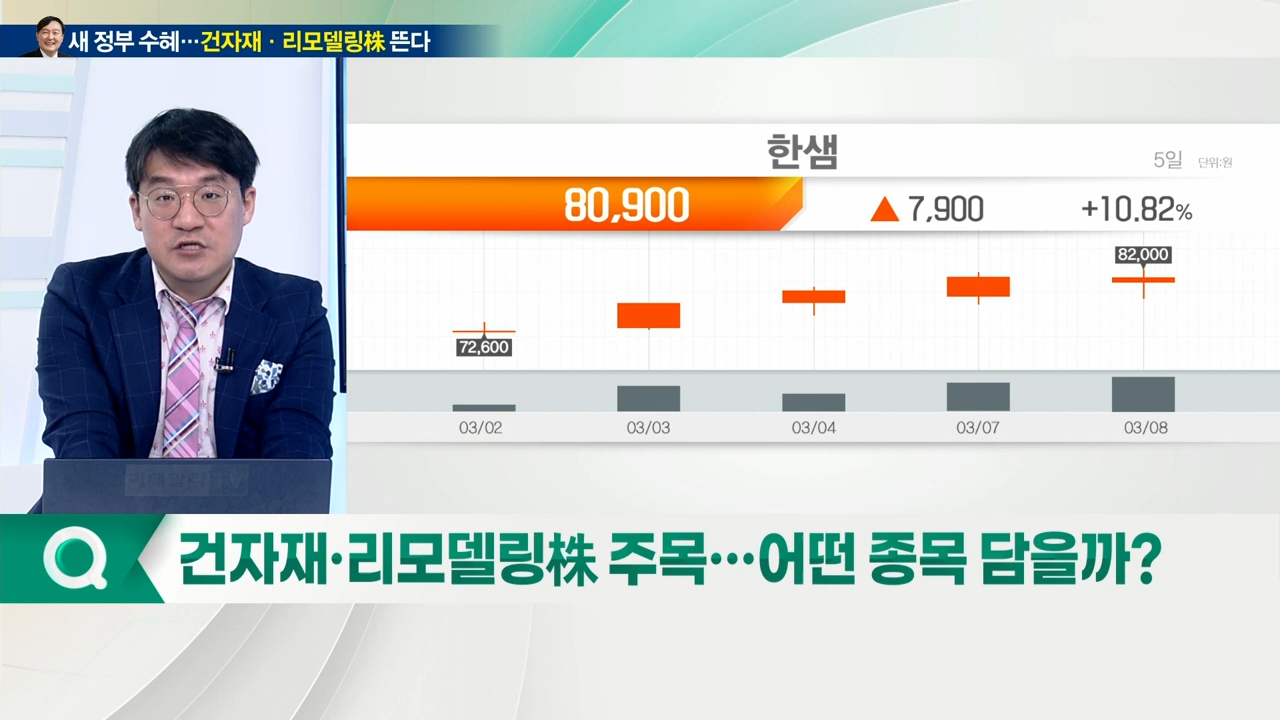 새 정부 수혜…건자재 · 리모델링株 뜬다
한샘
5일 단위:원
80,900 ▲ 7,900 +10.82%
82,000
72,600
03/02 03/03 03/04 03/07 03/08
Q 건자재·리모델링株 주목…어떤 종목 담을까?